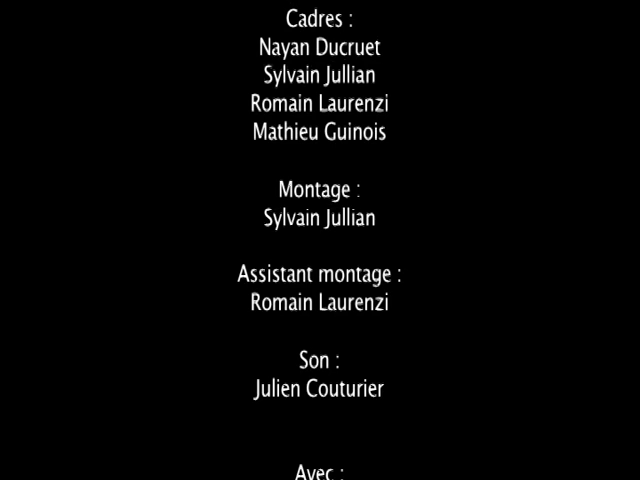 Cadres :
Nayan Ducruet
Sylvain Jullian
Romain Laurenzi
Mathieu Guinois
Montage :
Sylvain Jullian
Assistant montage :
Romain Laurenzi
Son :
Julien Couturier
Avec :